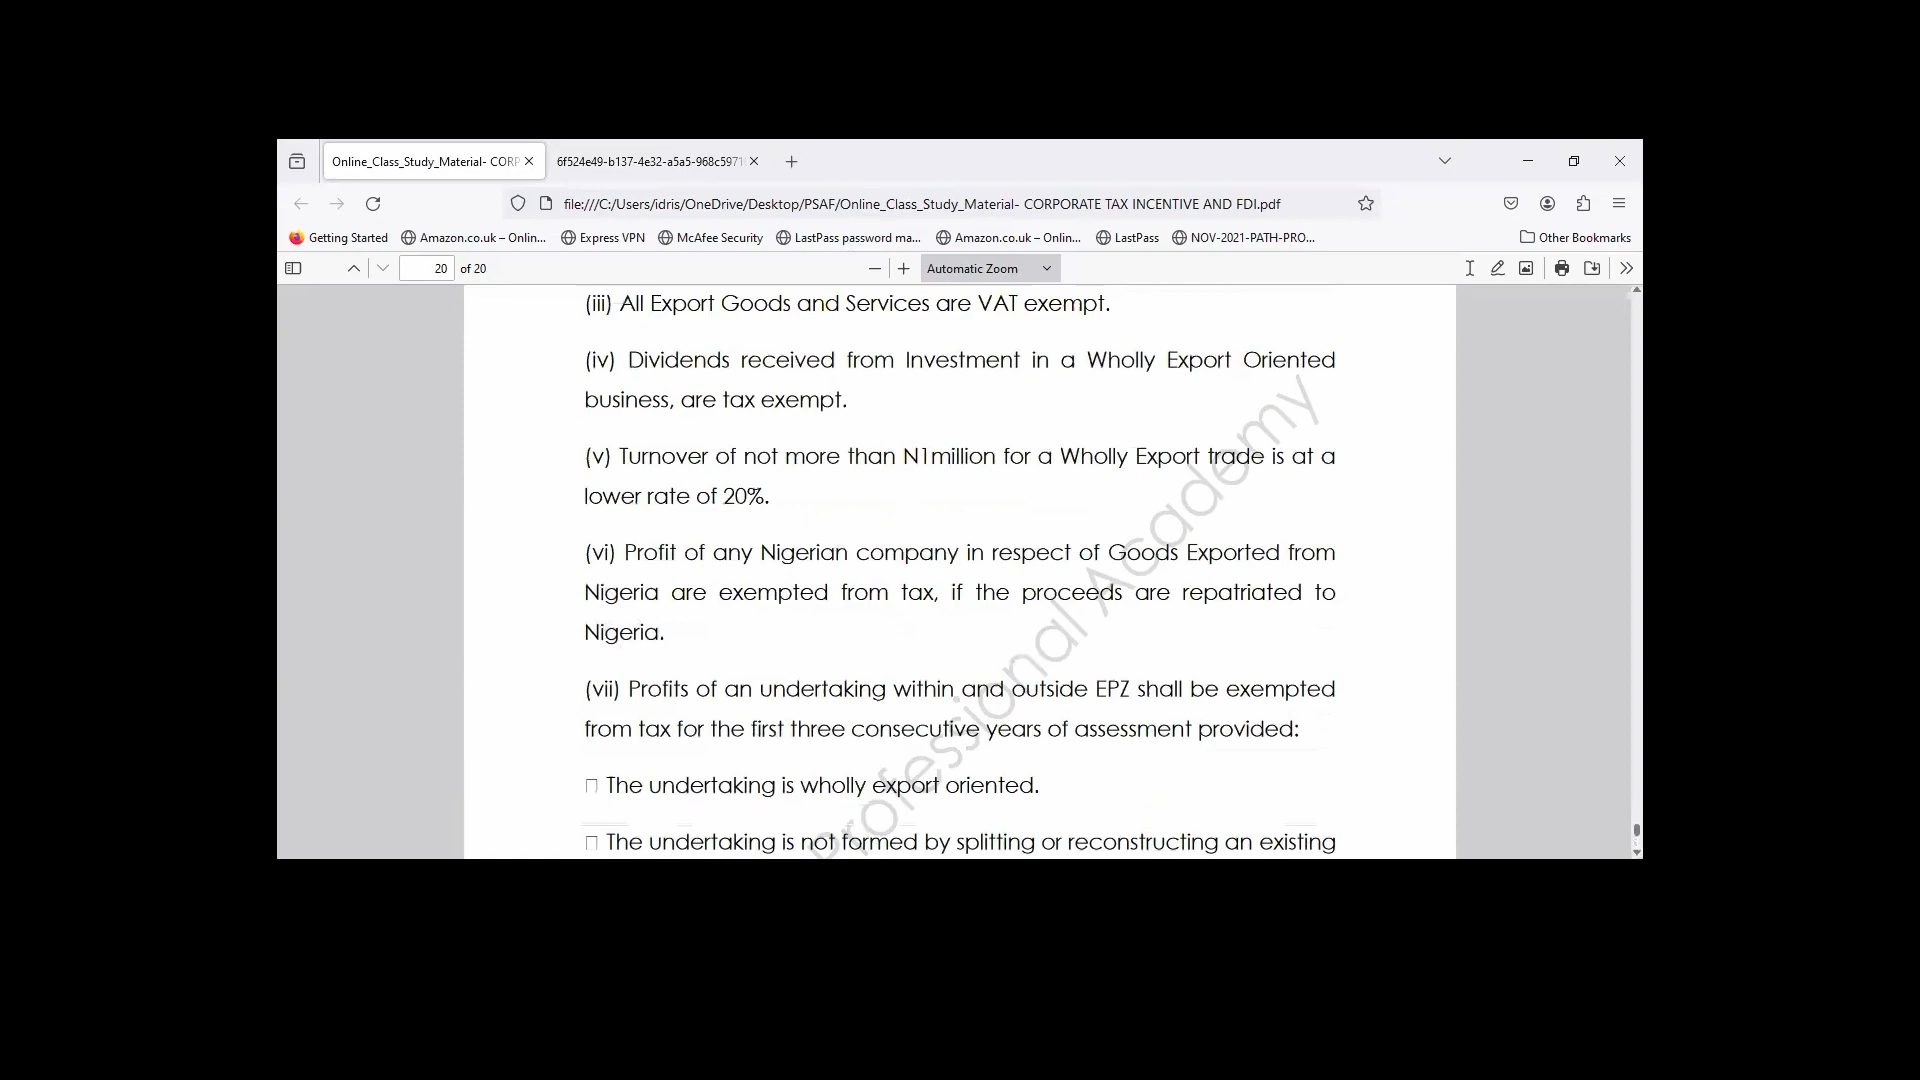 Online_Class_Study_Material- CORP
6f524e49-b137-4e32-a5a5-968c5971
file:///C:/Users/idris/OneDrive/Desktop/PSAF/Online_Class_Study_Material- CORPORATE TAX INCENTIVE AND FDI.pdf
Getting Started
Amazon.co.uk – Onlin...
Express VPN
McAfee Security
LastPass password ma...
Amazon.co.uk – Onlin...
LastPass
NOV-2021-PATH-PRO...
Other Bookmarks
20 of 20
Automatic Zoom
(iii) All Export Goods and Services are VAT exempt.
(iv) Dividends received from Investment in a Wholly Export Oriented
business, are tax exempt.
(v) Turnover of not more than N1million for a Wholly Export trade is at a
lower rate of 20%.
(vi) Profit of any Nigerian company in respect of Goods Exported from
Nigeria are exempted from tax, if the proceeds are repatriated to
Nigeria.
(vii) Profits of an undertaking within and outside EPZ shall be exempted
from tax for the first three consecutive years of assessment provided:
The undertaking is wholly export oriented.
The undertaking is not formed by splitting or reconstructing an existing
Professional Academy